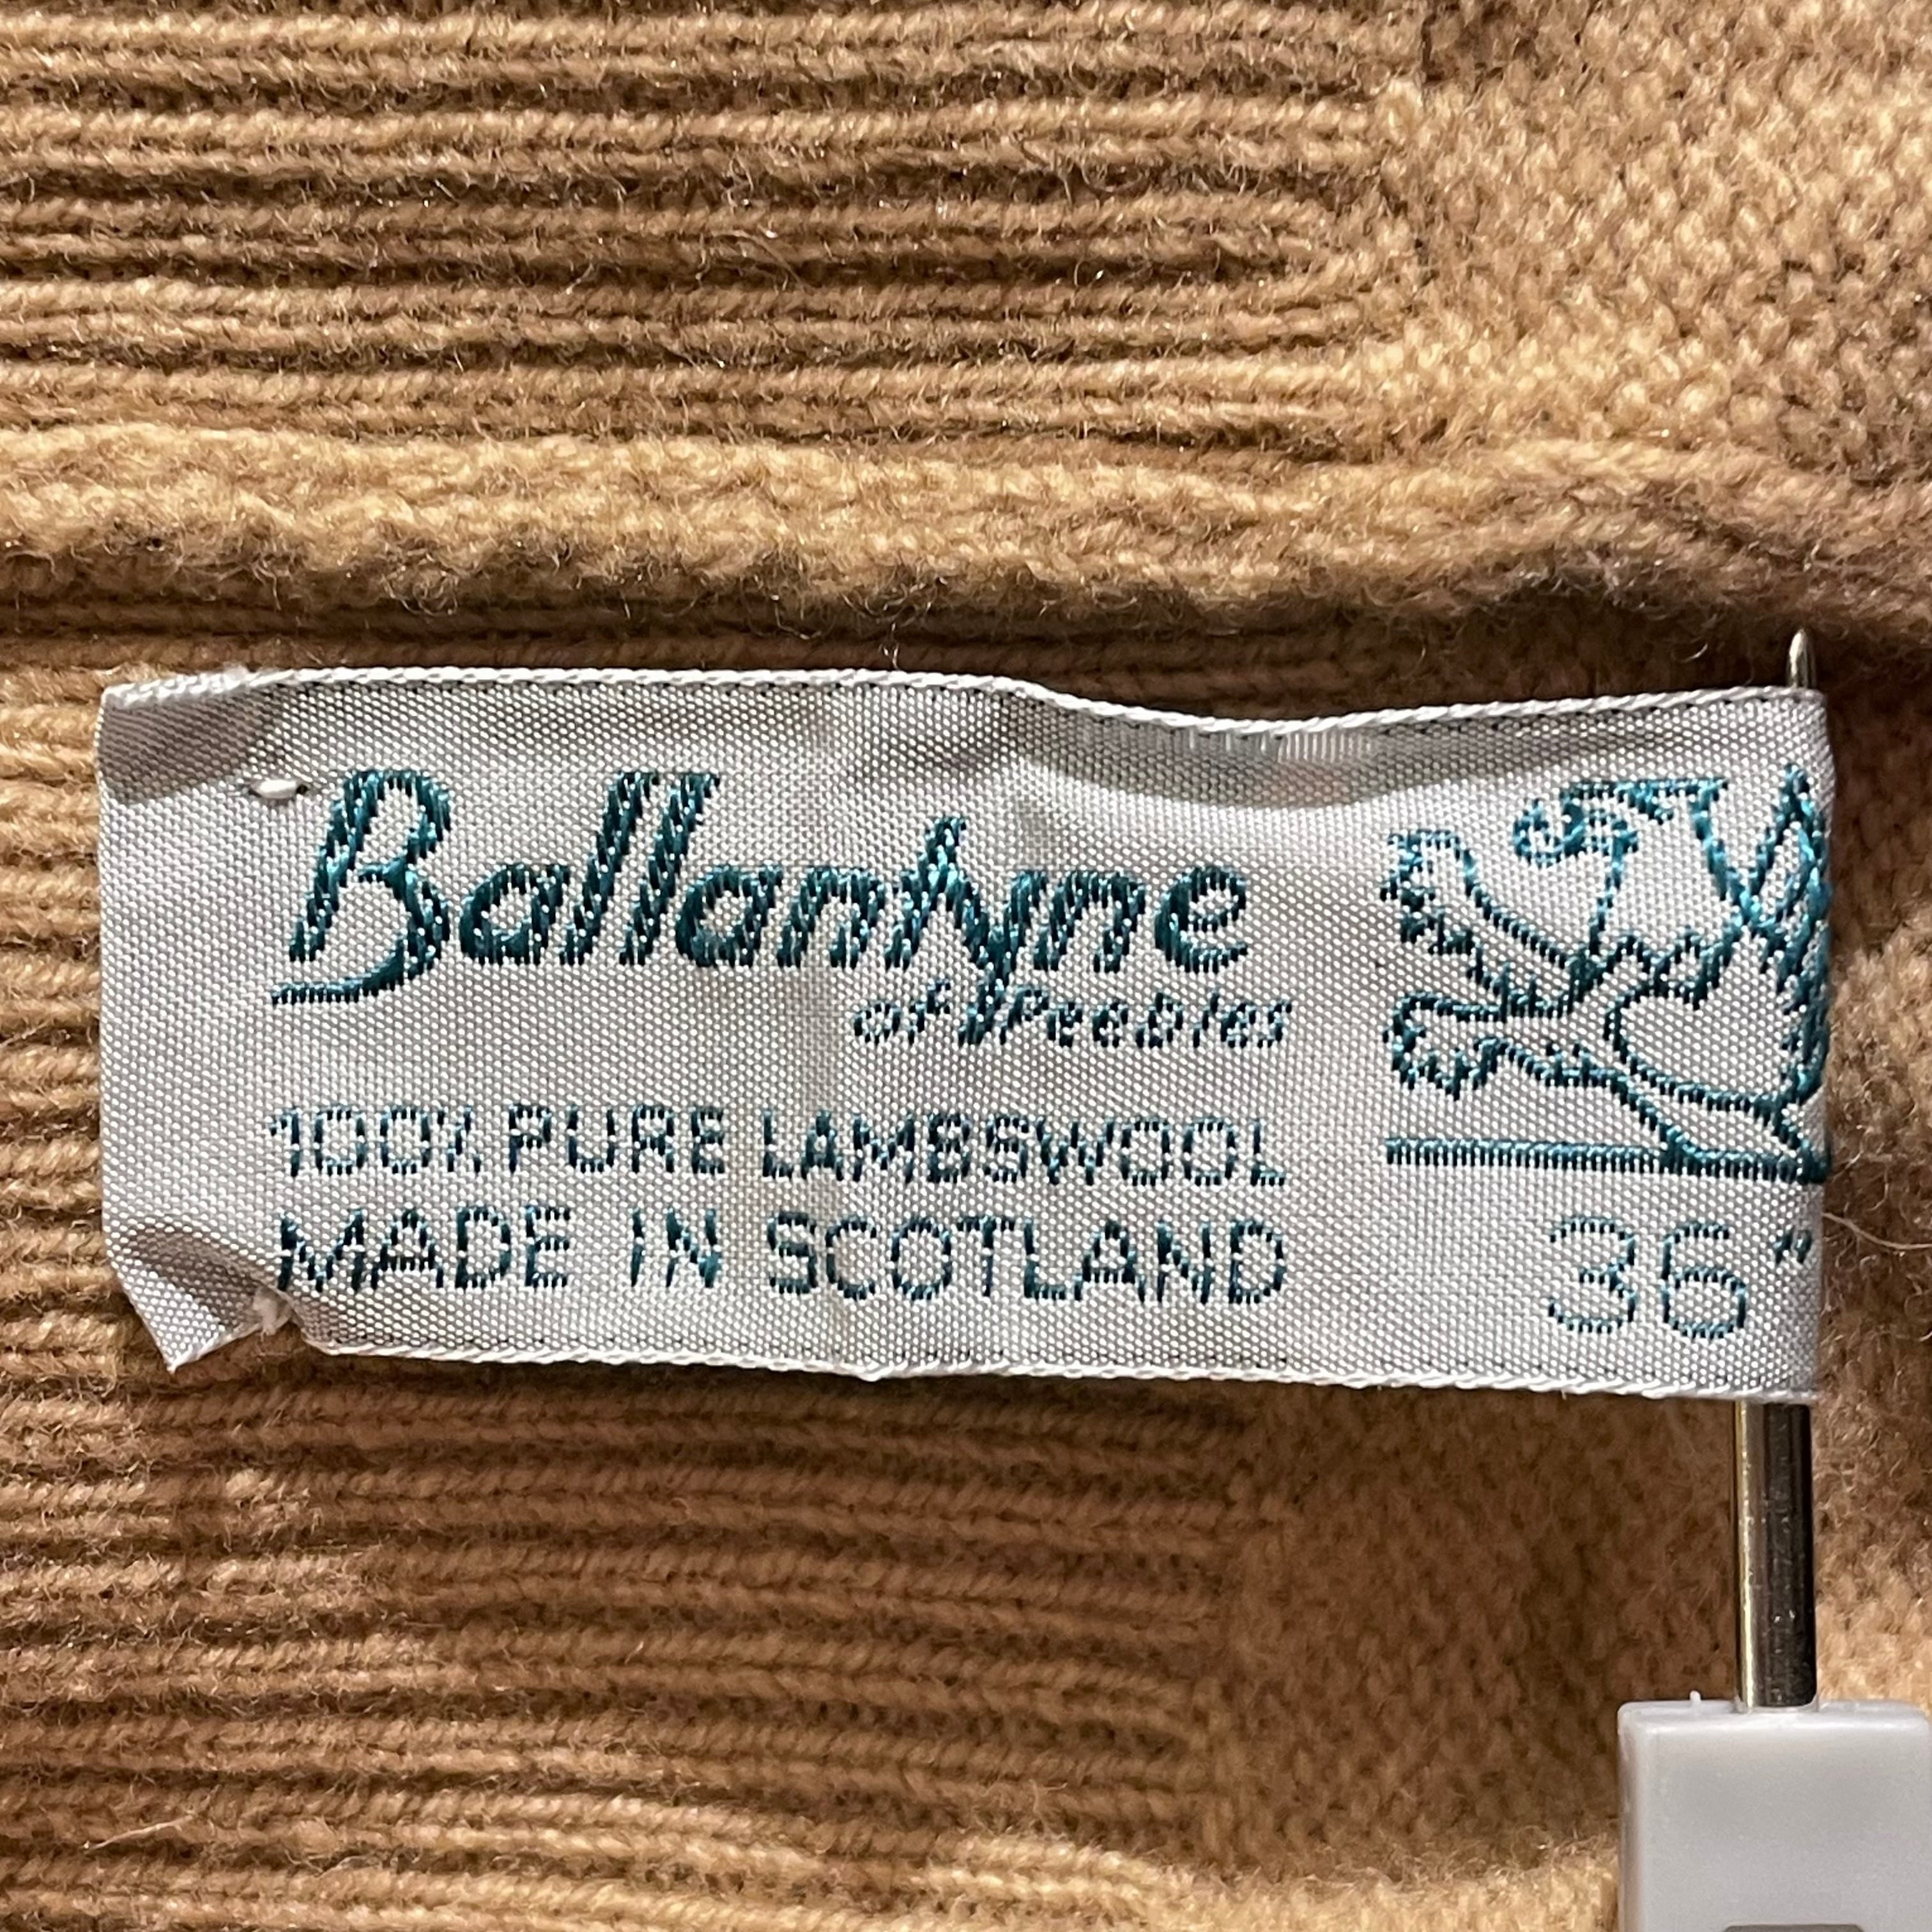 Ballantyne
of Peebles
100% PURE LAMBSWOOL
MADE IN SCOTLAND
36"